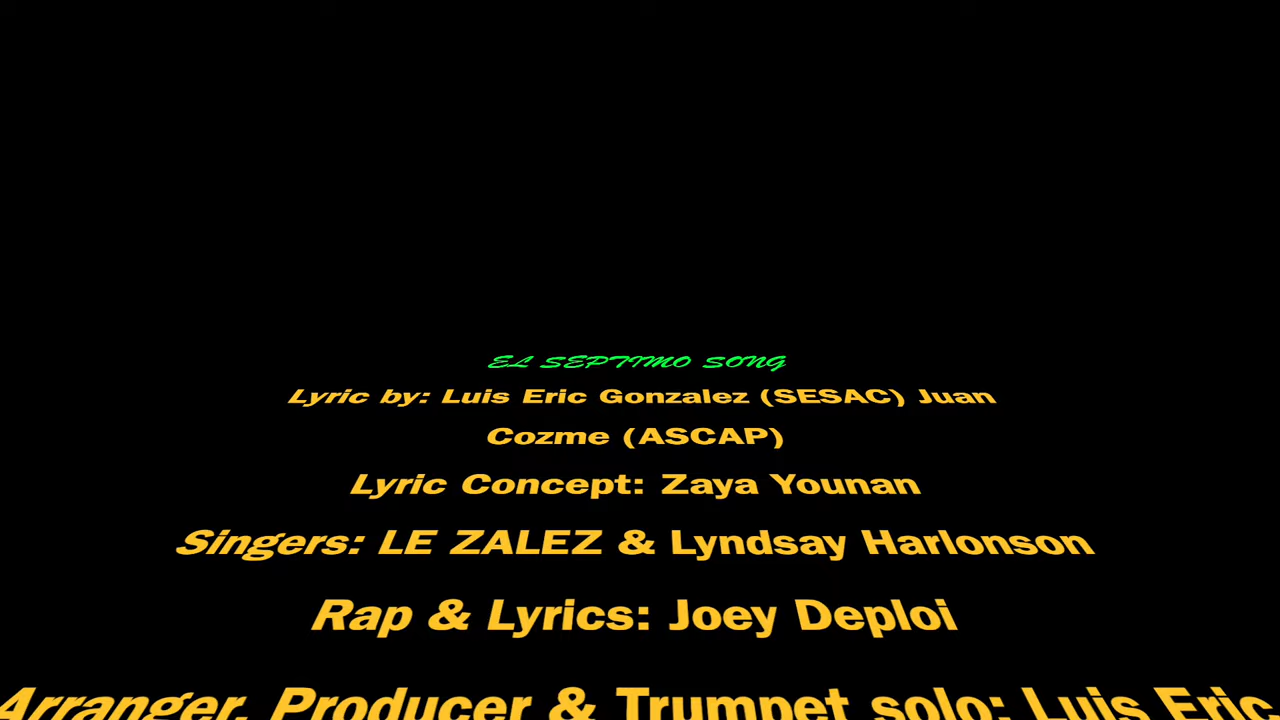 EL SEPTIMO SONG
Lyric by: Luis Eric Gonzalez (SESAC) Juan
Cozme (ASCAP)
Lyric Concept: Zaya Younan
Singers: LE ZALEZ & Lyndsay Harlonson
Rap & Lyrics: Joey Deploi
Arranger, Producer & Trumpet solo: Luis Eric